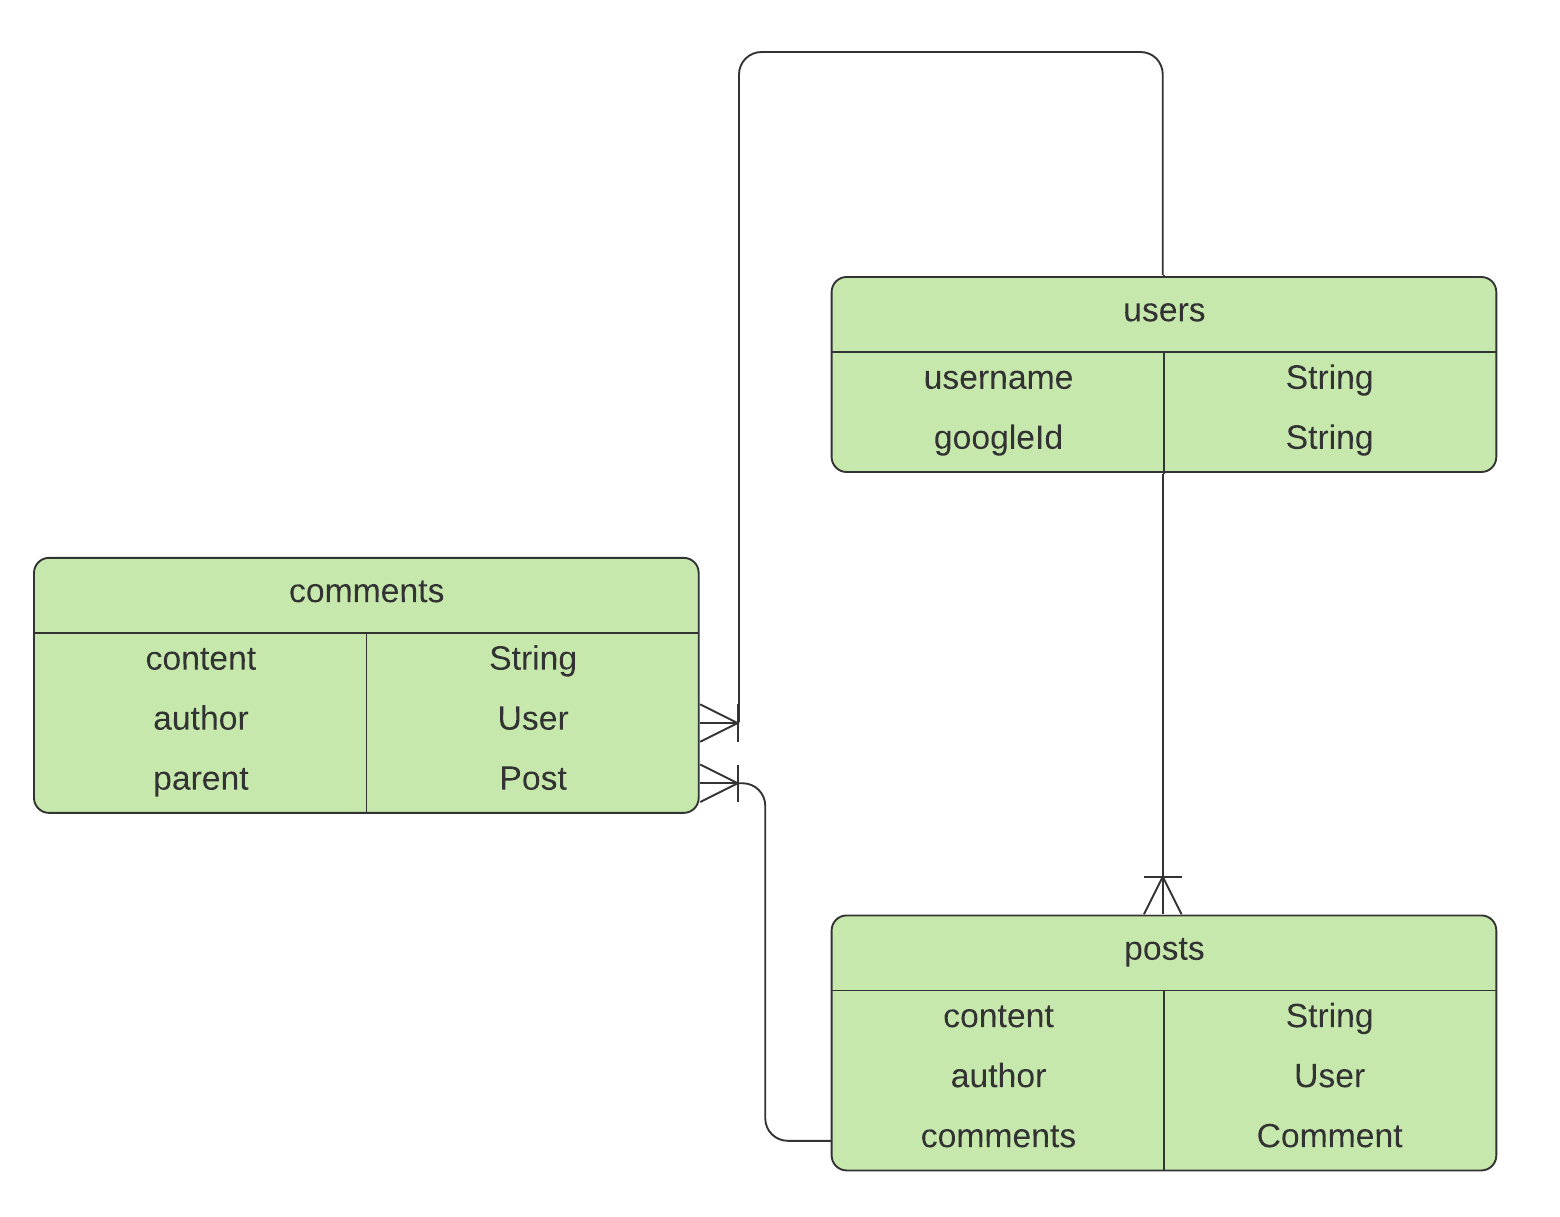 users
username String
googleId String
comments
content String
author User
parent Post
posts
content String
author User
comments Comment